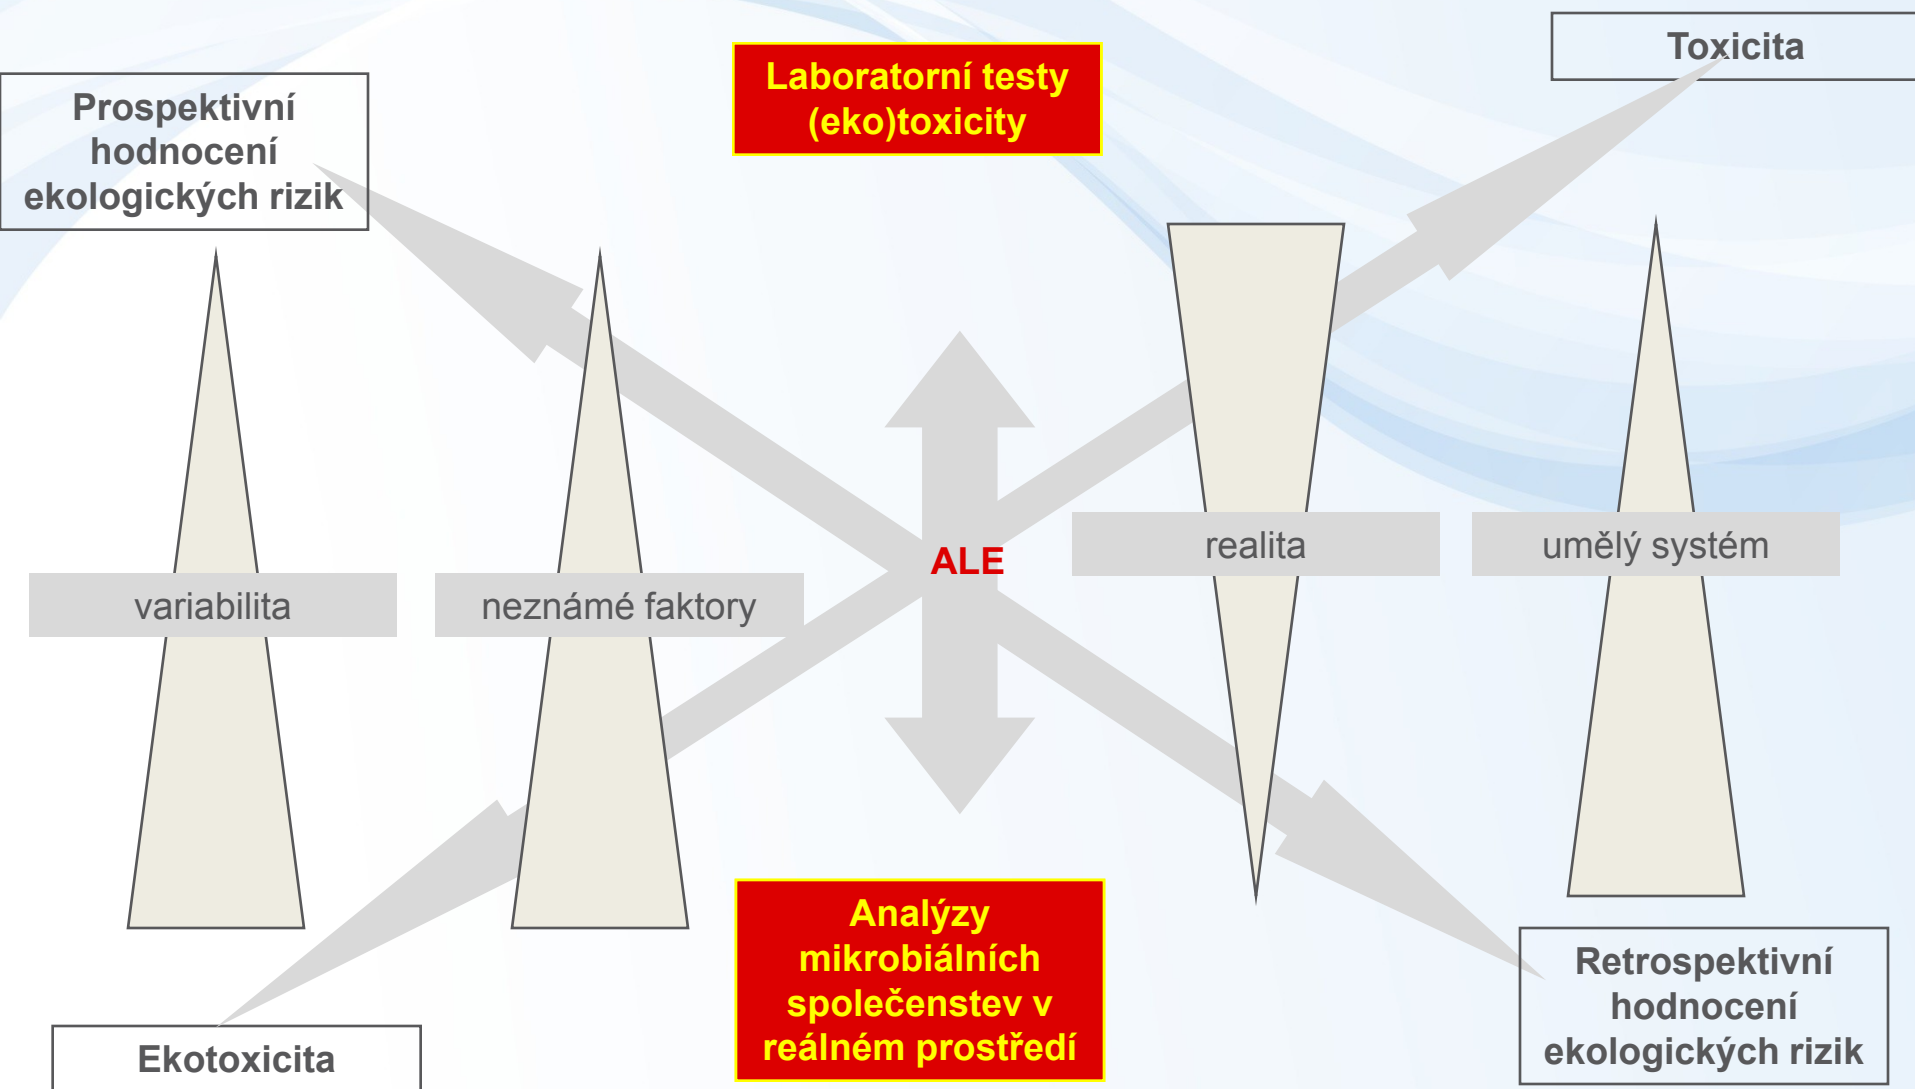 Toxicita
Laboratorní testy
(eko)toxicity
Prospektivní
hodnocení
ekologických rizik
realita
umělý systém
ALE
variabilita
neznámé faktory
Analýzy
mikrobiálních
společenstev v
reálném prostředí
Retrospektivní
hodnocení
ekologických rizik
Ekotoxicita